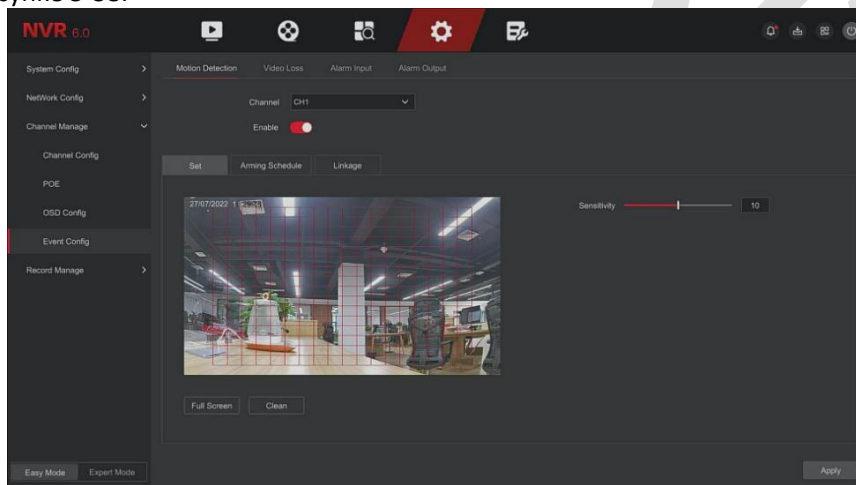 NVR 6.0
System Config
NetWork Config
Channel Manage
Channel Config
POE
OSD Config
Event Config
Record Manage
Easy Mode Expert Mode
Motion Detection Video Loss Alarm Input Alarm Output
Channel CH1
Enable
Set Arming Schedule Linkage
27/07/2022
Sensitivity 10
Full Screen Clean
Apply